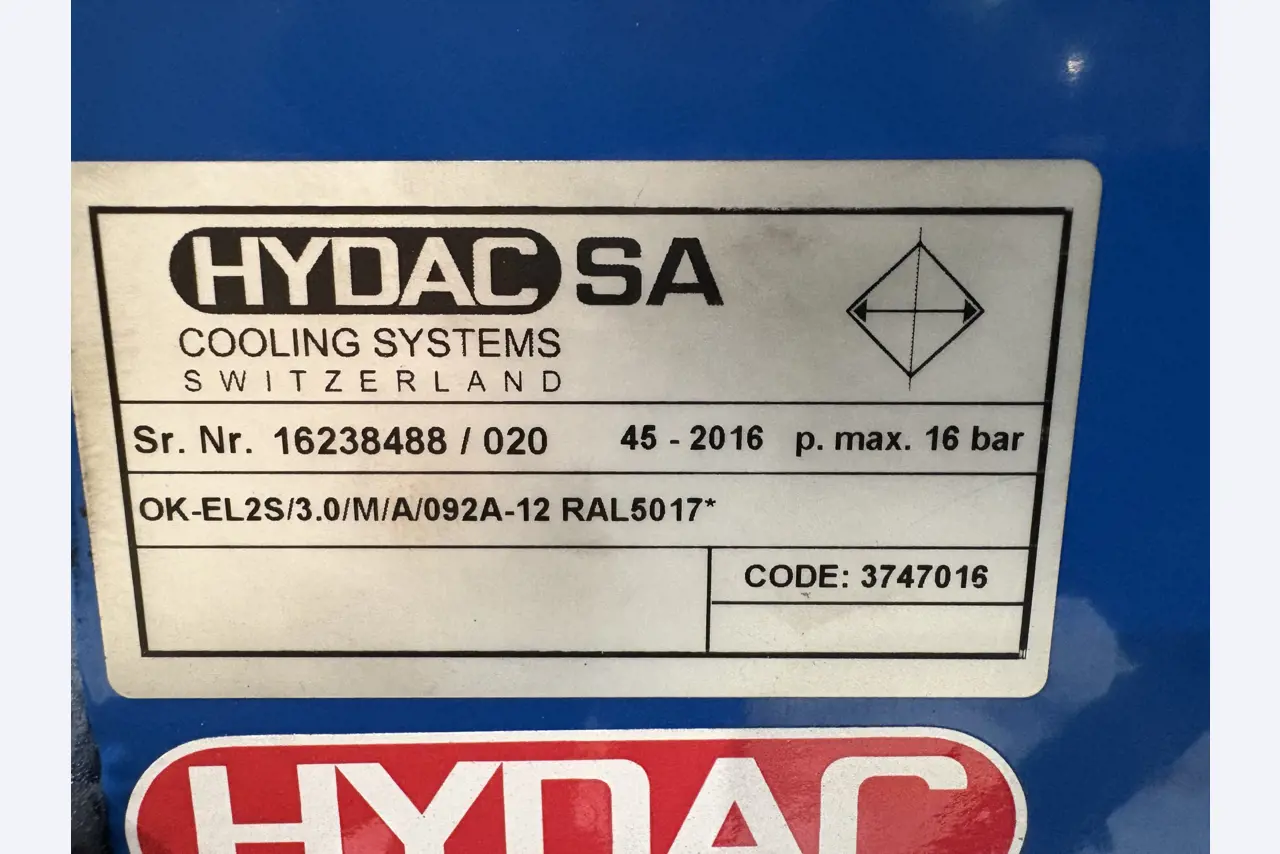 HYDAC SA
COOLING SYSTEMS
SWITZERLAND
Sr. Nr. 16238488 / 020 45 - 2016 p. max. 16 bar
OK-EL2S/3.0/M/A/092A-12 RAL5017*
CODE: 3747016
HYDAC